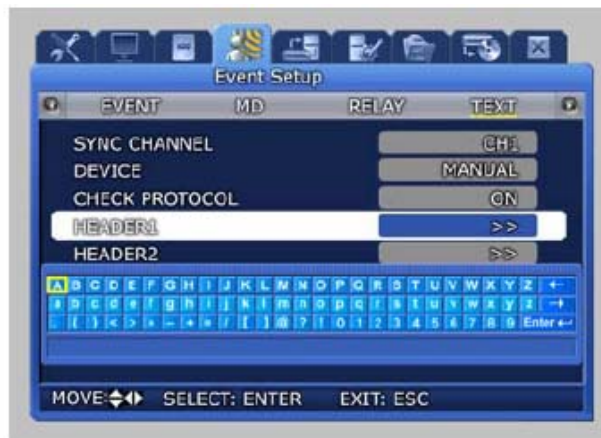 Event Setup
EVENT MD RELAY TEXT
SYNC CHANNEL CH1
DEVICE MANUAL
CHECK PROTOCOL ON
HEADER1 >>
HEADER2 >>
A B C D E F G H I J K L M N O P Q R S T U V W X Y Z ←
a b c d e f g h i j k l m n o p q r s t u v w x y z →
( ) < > + / [ ] @ ? ! 0 1 2 3 4 5 6 7 8 9 Enter ↵
MOVE: SELECT: ENTER EXIT: ESC